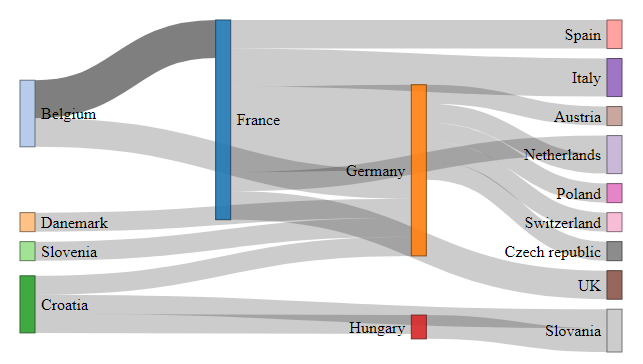 Spain
Italy
Belgium
Austria
France
Netherlands
Germany
Poland
Danemark
Switzerland
Slovenia
Czech republic
UK
Croatia
Hungary
Slovania